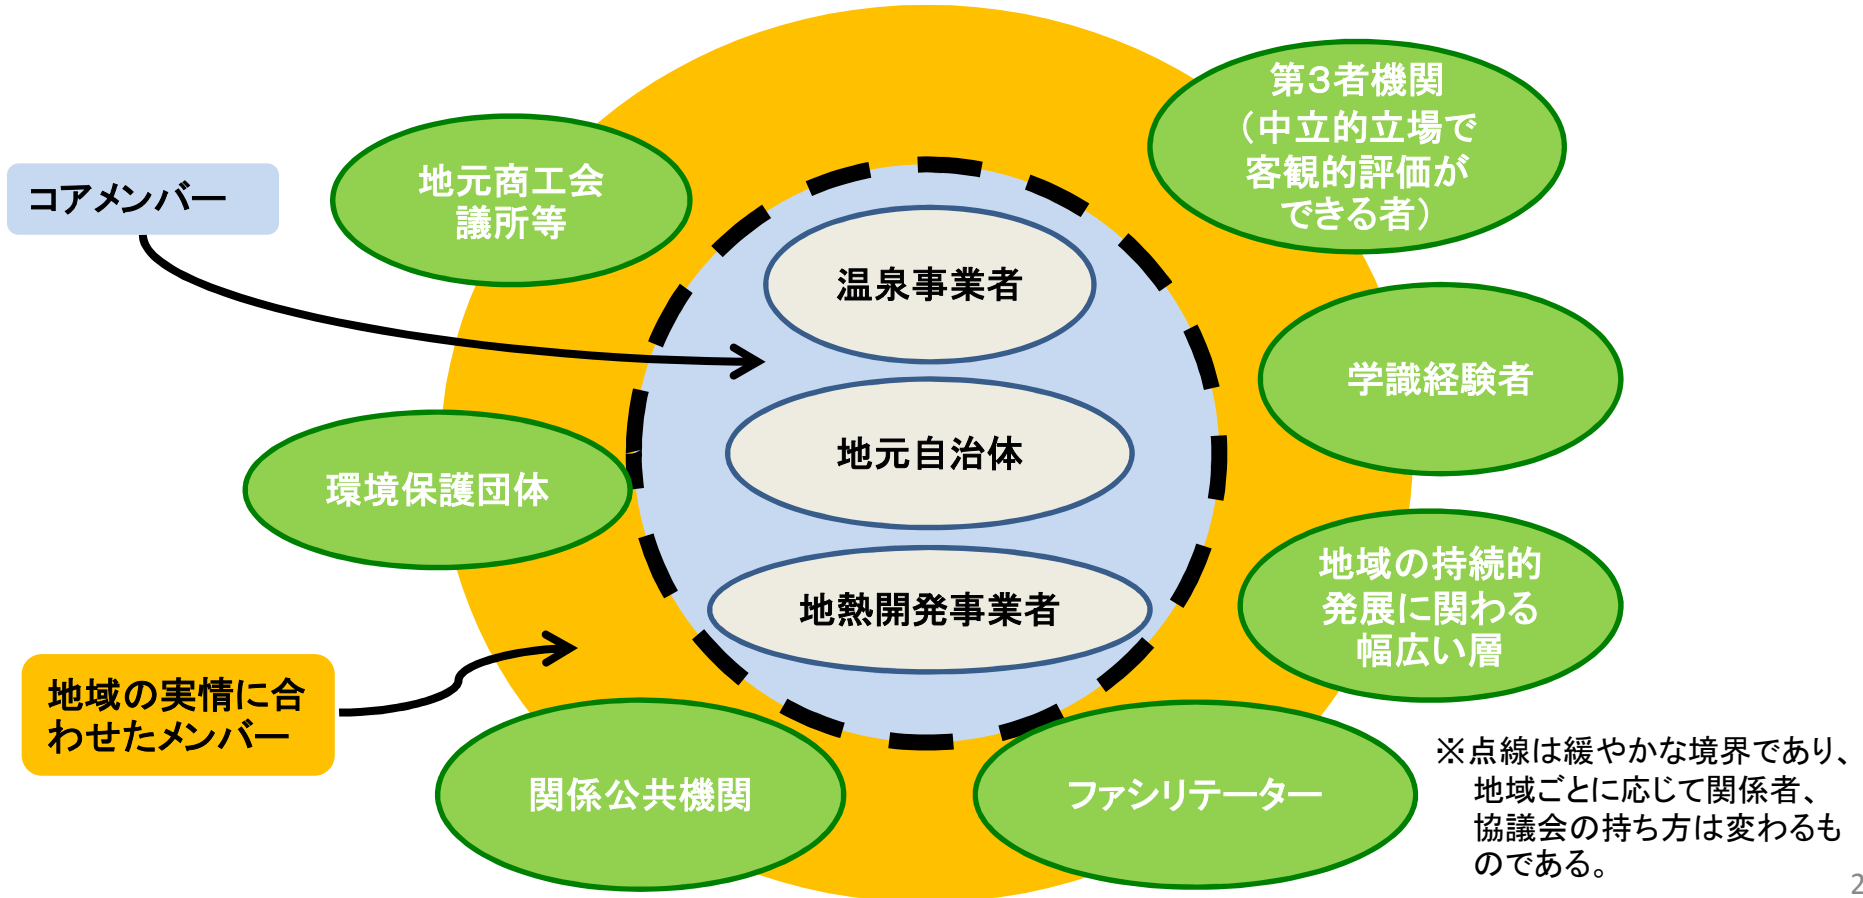 コアメンバー
地元商工会
議所等
第3者機関
（中立的立場で
客観的評価が
できる者）
温泉事業者
学識経験者
地元自治体
環境保護団体
地域の持続的
発展に関わる
幅広い層
地熱開発事業者
地域の実情に合
わせたメンバー
関係公共機関
ファシリテーター
※点線は緩やかな境界であり、
地域ごとに応じて関係者、
協議会の持ち方は変わるも
のである。
2